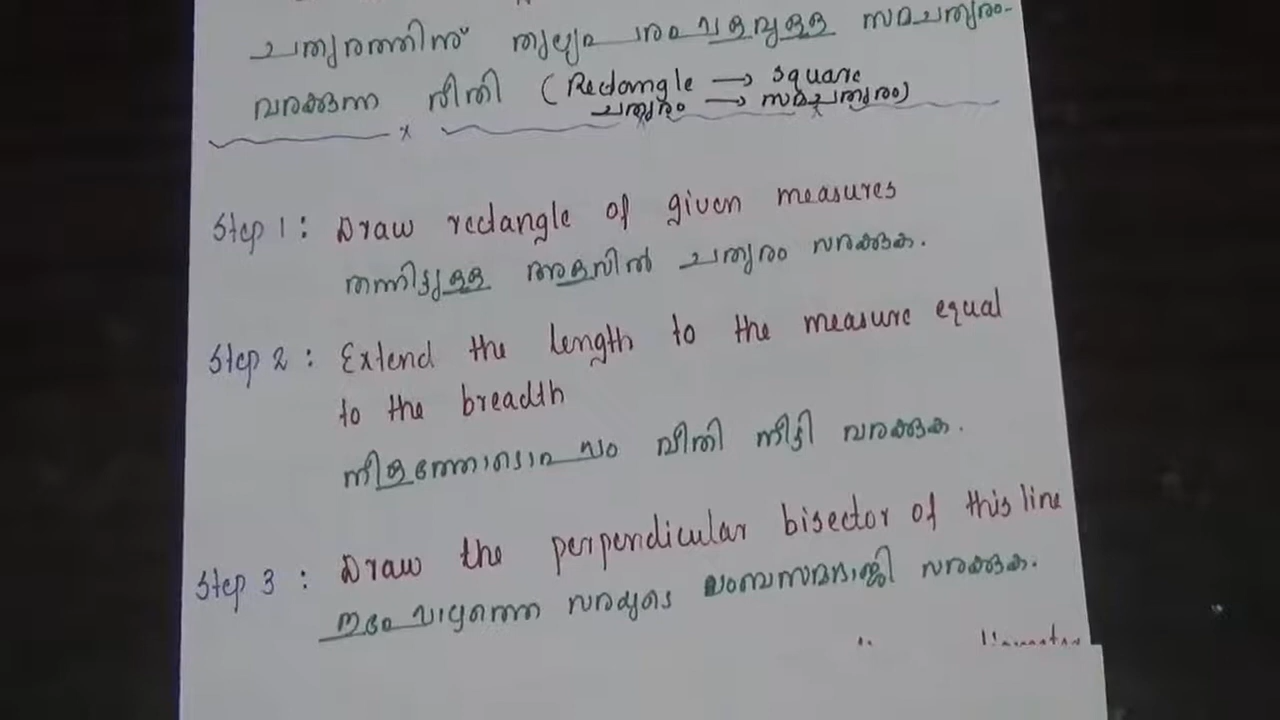 ചതുരത്തിന് തുല്യമായ പരപ്പളവുള്ള സമചതുരം
വരക്കുന്ന രീതി (Rectangle → Square
ചതുരം → സമചതുരം)
Step 1 : Draw rectangle of given measures
തന്നിട്ടുള്ള അളവിൽ ചതുരം വരക്കുക.
Step 2 : Extend the length to the measure equal
to the breadth
നീളത്തോടൊപ്പം വീതി നീട്ടി വരക്കുക.
Step 3 : Draw the perpendicular bisector of this line
വരയുടെ ലംബസമഭാജി വരക്കുക.